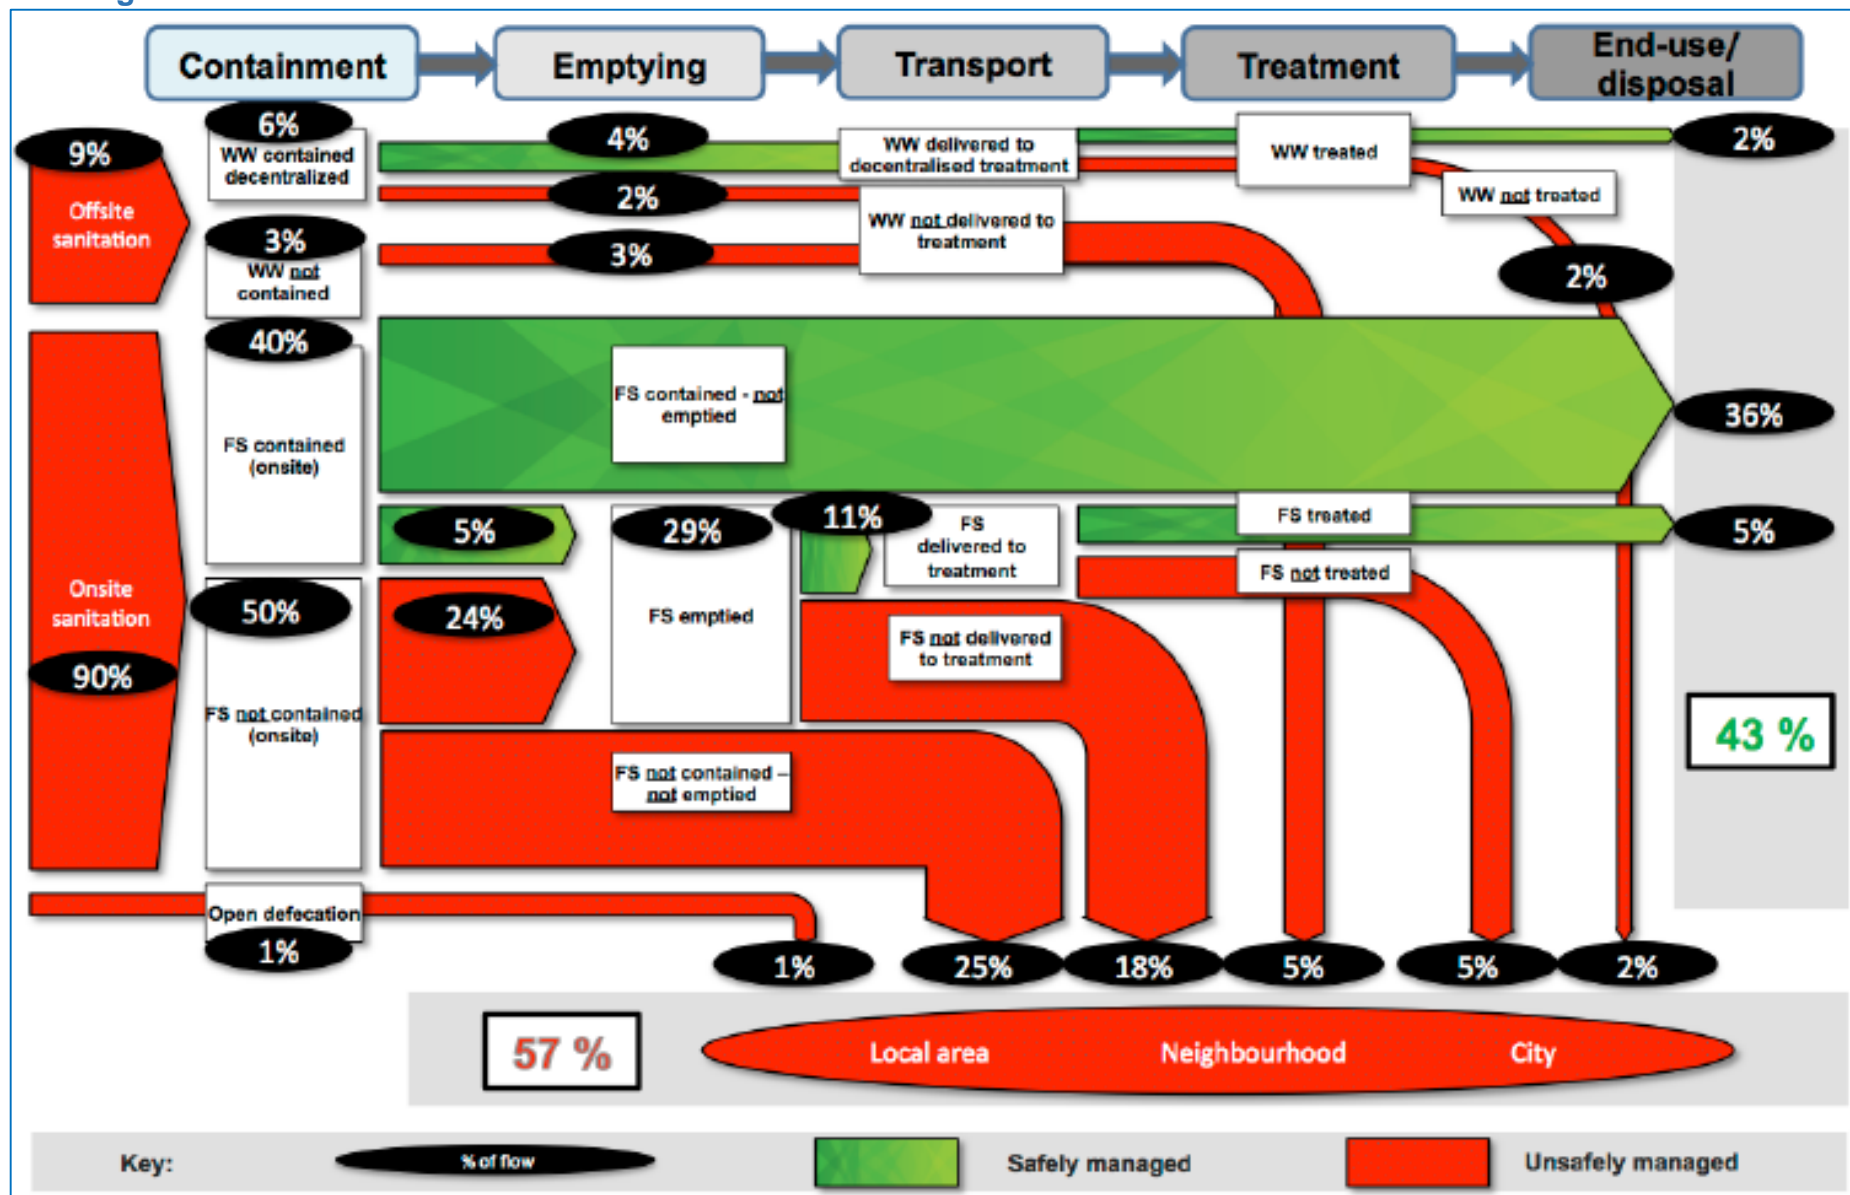 Containment
Emptying
Transport
Treatment
End-use/
disposal
9%
Offsite
sanitation
6%
WW contained
decentralized
4%
WW delivered to
decentralised treatment
WW treated
2%
2%
WW not delivered to
treatment
WW not treated
3%
WW not
contained
3%
2%
40%
FS contained
(onsite)
FS contained - not
emptied
36%
5%
29%
FS emptied
11%
FS
delivered to
treatment
FS treated
5%
FS not treated
Onsite
sanitation
90%
50%
FS not contained
(onsite)
24%
FS not delivered
to treatment
FS not contained –
not emptied
43 %
Open defecation
1%
1%
25%
18%
5%
5%
2%
57 %
Local area
Neighbourhood
City
Key:
% of flow
Safely managed
Unsafely managed